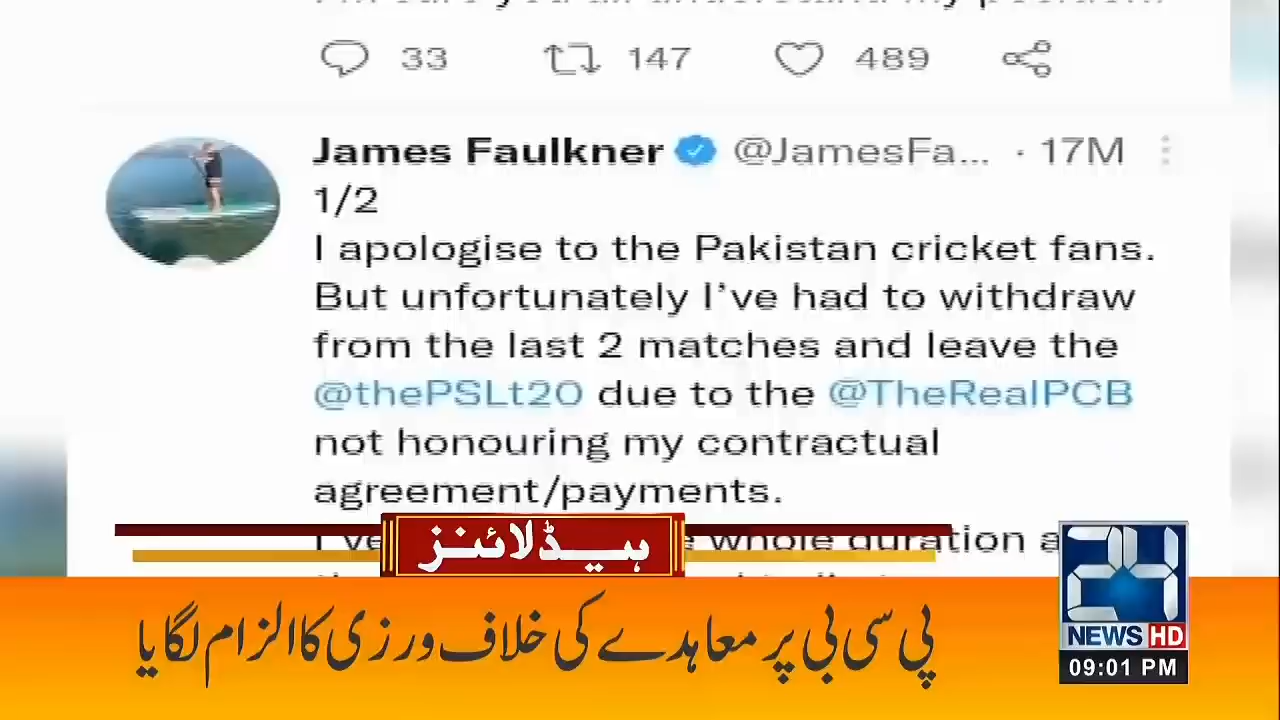 33 147 489
James Faulkner @JamesFa... · 17M
1/2
I apologise to the Pakistan cricket fans.
But unfortunately I've had to withdraw
from the last 2 matches and leave the
@thePSLt20 due to the @TheRealPCB
not honouring my contractual
agreement/payments.
I've whole duration
ہیڈلائنز
پی سی بی پر معاہدے کی خلاف ورزی کا الزام لگایا
24
NEWS HD
09:01 PM